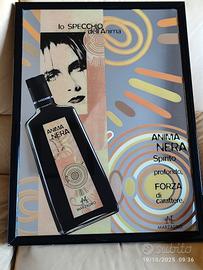 lo SPECCHIO
dell'Anima
ANIMA
NERA
ANIMA
NERA
Spirito
profondo.
FORZA
di
carattere.
MARZADRO
subito
19/10/2025 09:36